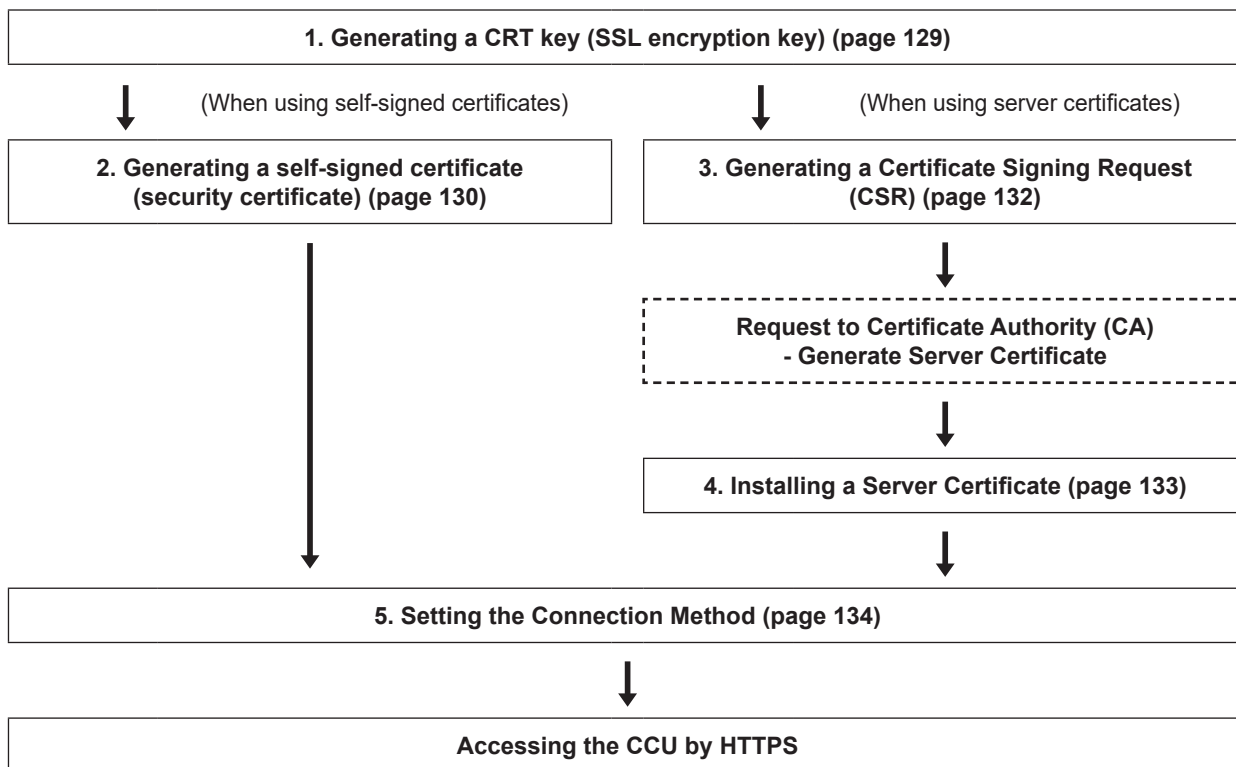 1. Generating a CRT key (SSL encryption key) (page 129)
(When using self-signed certificates)
(When using server certificates)
2. Generating a self-signed certificate
(security certificate) (page 130)
3. Generating a Certificate Signing Request
(CSR) (page 132)
Request to Certificate Authority (CA)
- Generate Server Certificate
4. Installing a Server Certificate (page 133)
5. Setting the Connection Method (page 134)
Accessing the CCU by HTTPS